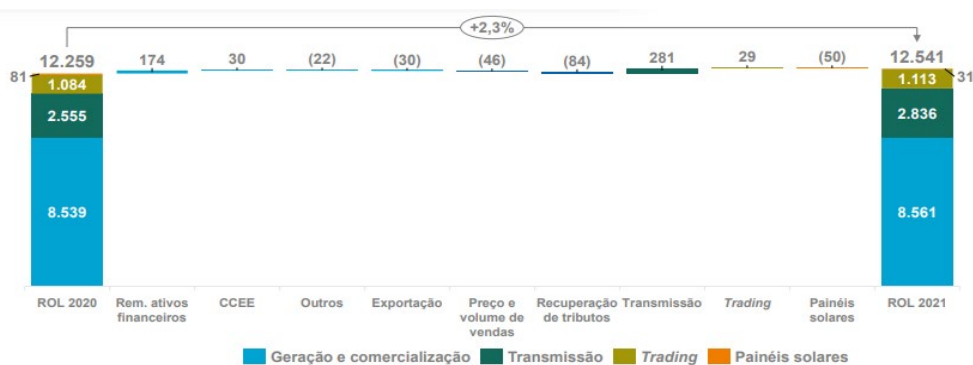 +2,3%
12.259 174 30 (22) (30) (46) (84) 281 29 (50) 12.541
81 31
1.084 1.113
2.555 2.836
8.539 8.561
ROL 2020 Rem. ativos financeiros CCEE Outros Exportação Preço e volume de vendas Recuperação de tributos Transmissão Trading Painéis solares ROL 2021
Geração e comercialização Transmissão Trading Painéis solares